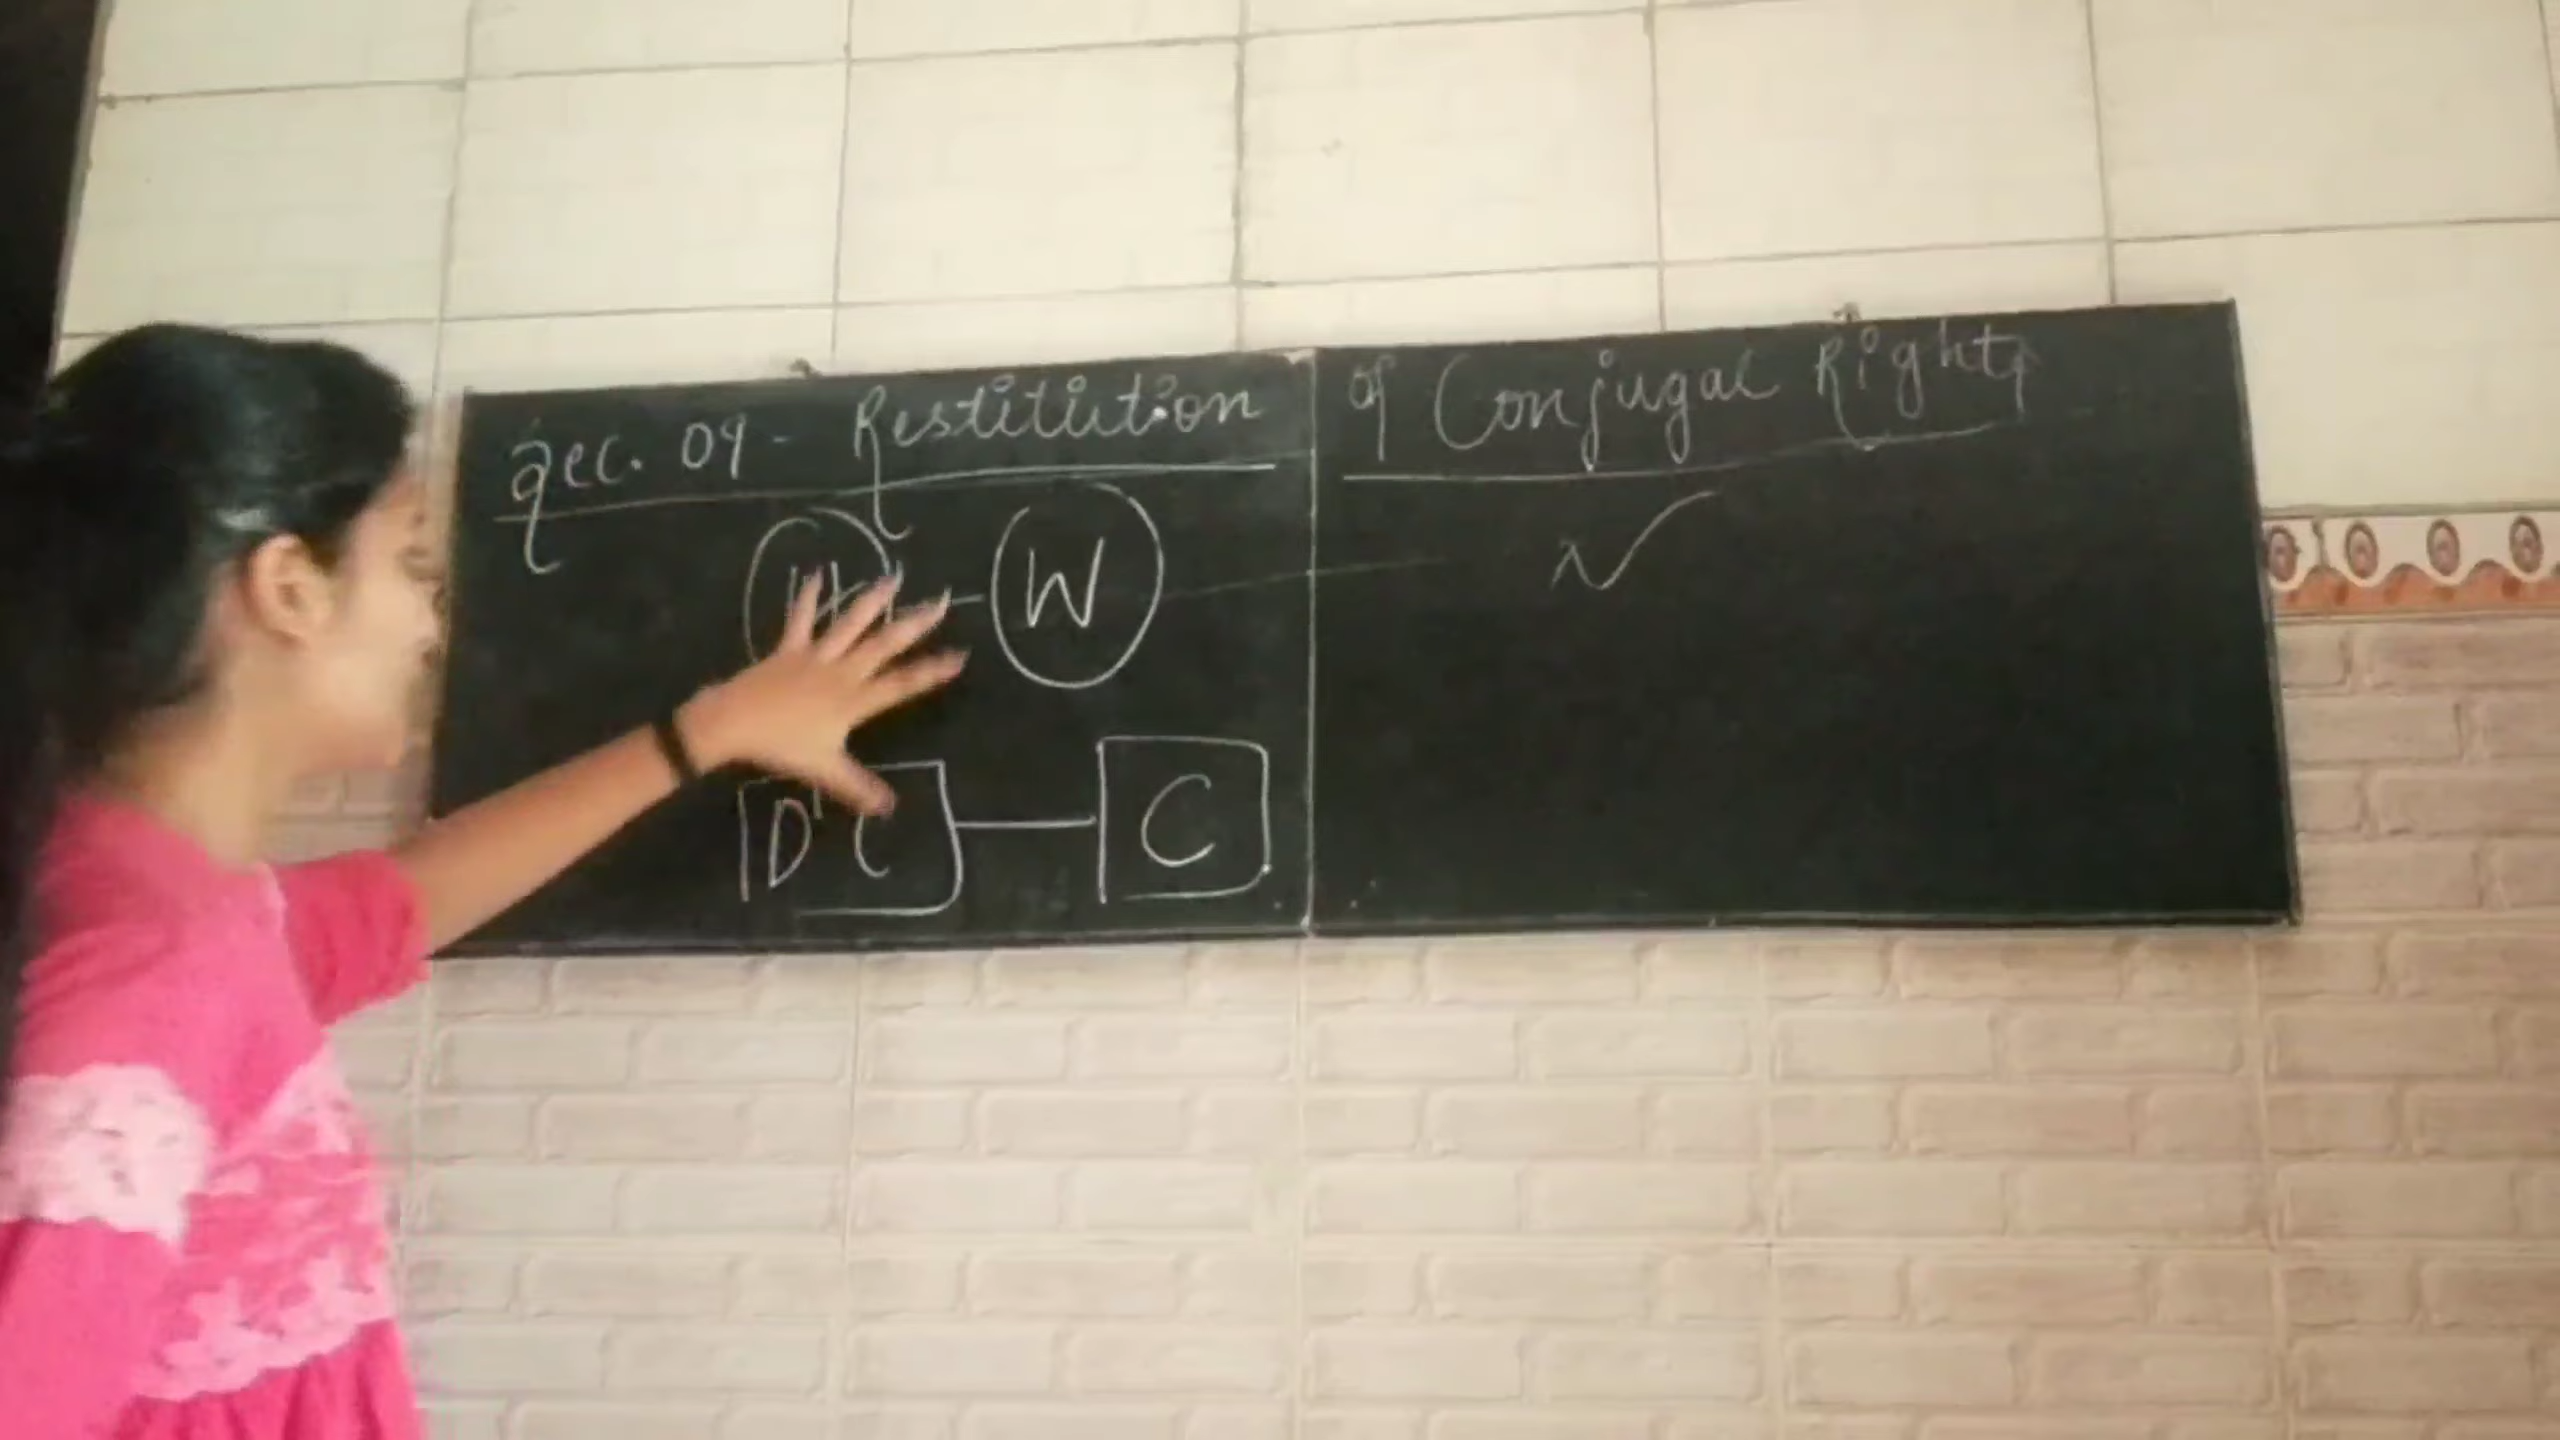 Sec. 09 - Restitution of Conjugal Rights
H - W
D C - C